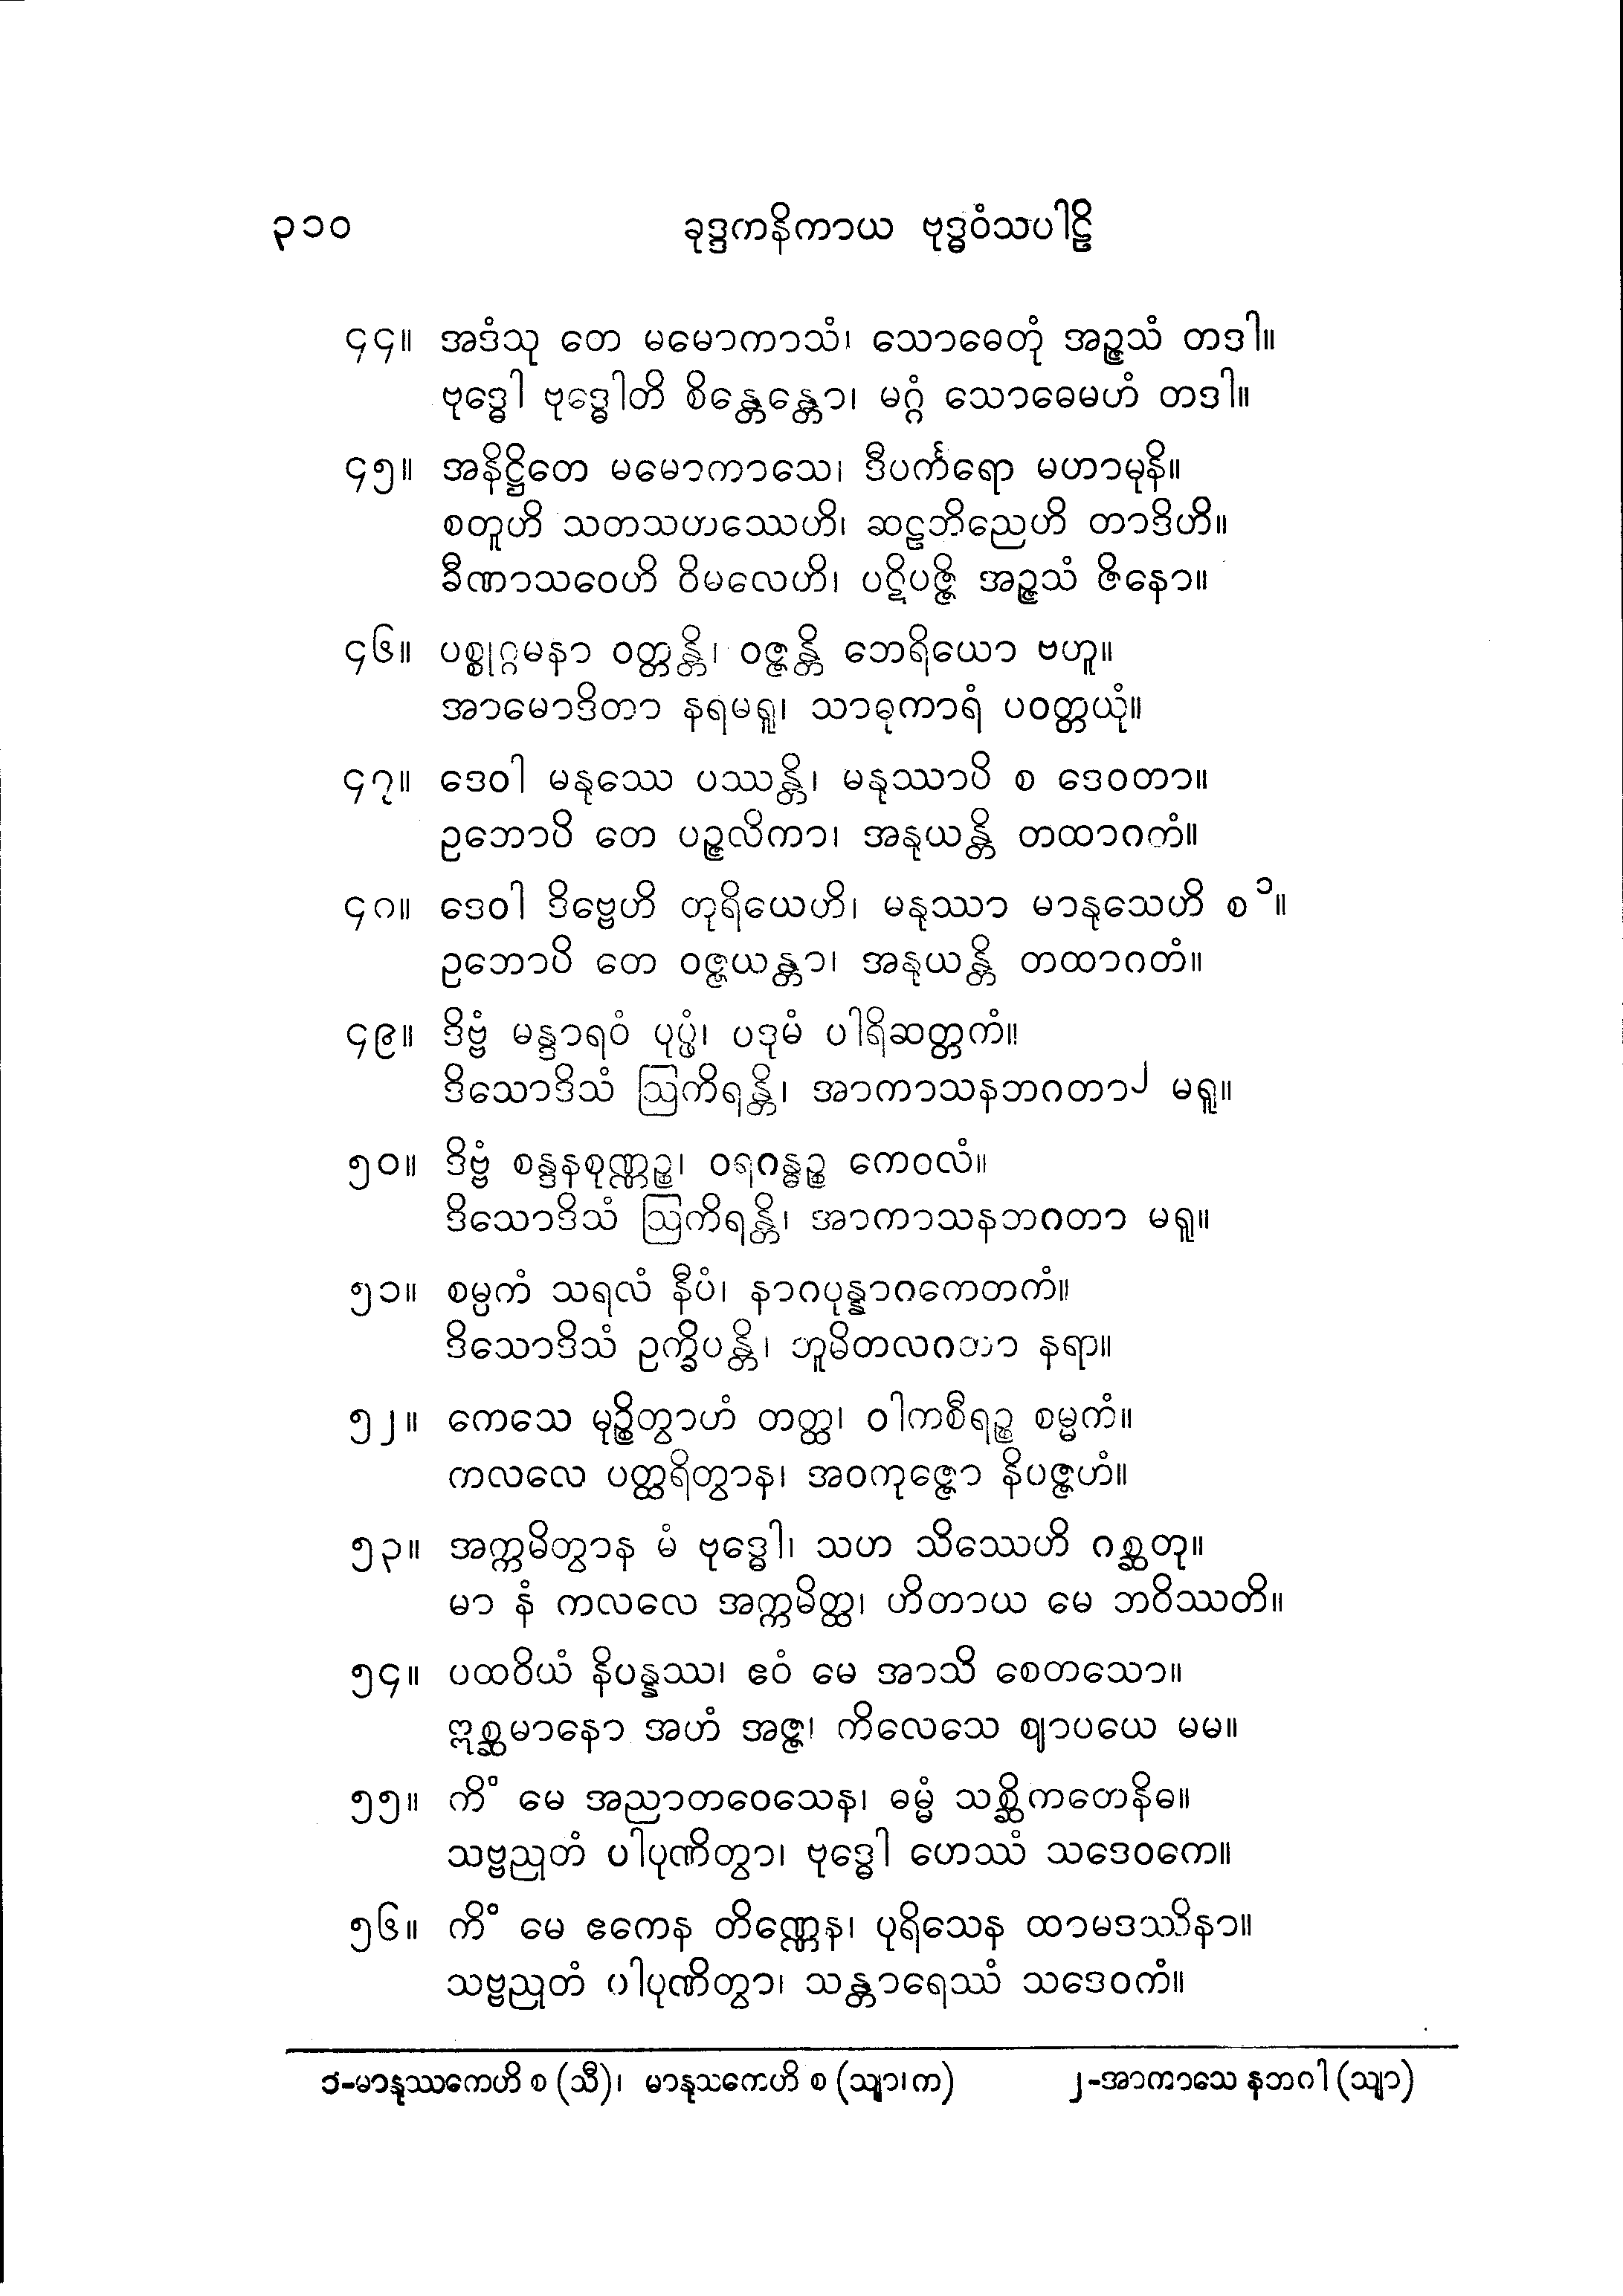 ၃၁၀ ခုဒ္ဒကနိကာယ ဗုဒ္ဓဝံသပါဠိ
၄၄။ အဒံသု တေ မမောကာသံ၊ သောဓေတုံ အဉ္ဇသံ တဒါ။
ဗုဒ္ဓေါ ဗုဒ္ဓေါတိ စိန္တေန္တော၊ မဂ္ဂံ သောဓေမဟံ တဒါ။
၄၅။ အနိဋ္ဌိတေ မမောကာသေ၊ ဒီပင်္ကရော မဟာမုနိ။
စတူဟိ သတသဟဿေဟိ၊ ဆဠဘိညေဟိ တာဒိဟိ။
ခီဏာသဝေဟိ ဝိမလေဟိ၊ ပဋိပဇ္ဇိ အဉ္ဇသံ ဇိနော။
၄၆။ ပစ္စုဂ္ဂမနာ ဝတ္တန္တိ၊ ဝဇ္ဇန္တိ ဘေရိယော ဗဟူ။
အာမောဒိတာ နရမရူ၊ သာဓုကာရံ ပဝတ္တယုံ။
၄၇။ ဒေဝါ မနုဿေ ပဿန္တိ၊ မနုဿာပိ စ ဒေဝတာ။
ဥဘောပိ တေ ပဉ္ဇလိကာ၊ အနုယန္တိ တထာဂတံ။
၄၈။ ဒေဝါ ဒိဗ္ဗေဟိ တုရိယေဟိ၊ မနုဿာ မာနုသေဟိ စ ၁။
ဥဘောပိ တေ ဝဇ္ဇယန္တာ၊ အနုယန္တိ တထာဂတံ။
၄၉။ ဒိဗ္ဗံ မန္ဒာရဝံ ပုပ္ဖံ၊ ပဒုမံ ပါရိဆတ္တကံ။
ဒိသောဒိသံ ဩကိရန္တိ၊ အာကာသနဘဂတာ၂ မရူ။
၅၀။ ဒိဗ္ဗံ စန္ဒနစုဏ္ဏဉ္စ၊ ဝရဂန္ဓဉ္စ ကေဝလံ။
ဒိသောဒိသံ ဩကိရန္တိ၊ အာကာသနဘဂတာ မရူ။
၅၁။ စမ္ပကံ သရလံ နီပံ၊ နာဂပုန္နာဂကေတကံ။
ဒိသောဒိသံ ဥက္ခိပန္တိ၊ ဘူမိတလဂတာ နရာ။
၅၂။ ကေသေ မုဉ္စိတွာဟံ တတ္ထ၊ ဝါကစီရဉ္စ စမ္မကံ။
ကလလေ ပတ္ထရိတွာန၊ အဝကုဇ္ဇော နိပဇ္ဇဟံ။
၅၃။ အက္ကမိတွာန မံ ဗုဒ္ဓေါ၊ သဟ သိဿေဟိ ဂစ္ဆတု။
မာ နံ ကလလေ အက္ကမိတ္ထ၊ ဟိတာယ မေ ဘဝိဿတိ။
၅၄။ ပထဝိယံ နိပန္နဿ၊ ဧဝံ မေ အာသိ စေတသော။
ဣစ္ဆမာနော အဟံ အဇ္ဇ၊ ကိလေသေ ဈာပယေ မမ။
၅၅။ ကိံ မေ အညာတဝေသေန၊ ဓမ္မံ သစ္ဆိကတေနိဓ။
သဗ္ဗညုတံ ပါပုဏိတွာ၊ ဗုဒ္ဓေါ ဟေဿံ သဒေဝကေ။
၅၆။ ကိံ မေ ဧကေန တိဏ္ဏေန၊ ပုရိသေန ထာမဒဿိနာ။
သဗ္ဗညုတံ ပါပုဏိတွာ၊ သန္တာရေဿံ သဒေဝကံ။
၁-မာနုဿကေဟိ စ (သီ)၊ မာနုသကေဟိ စ (သျာ၊က) ၂-အာကာသေ နဘဂါ (သျာ)